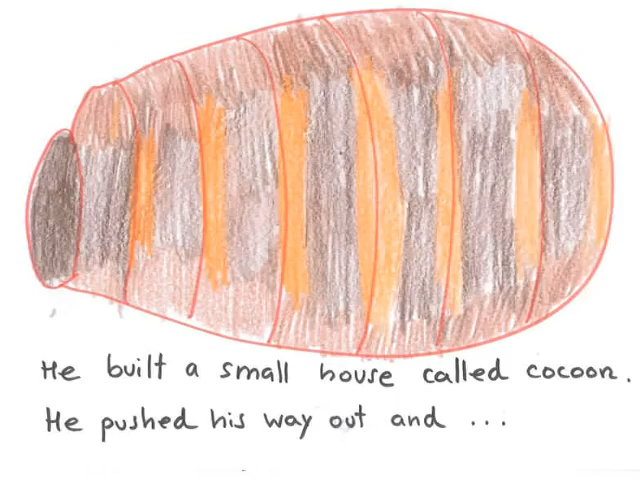 He built a small house called cocoon.
He pushed his way out and ...